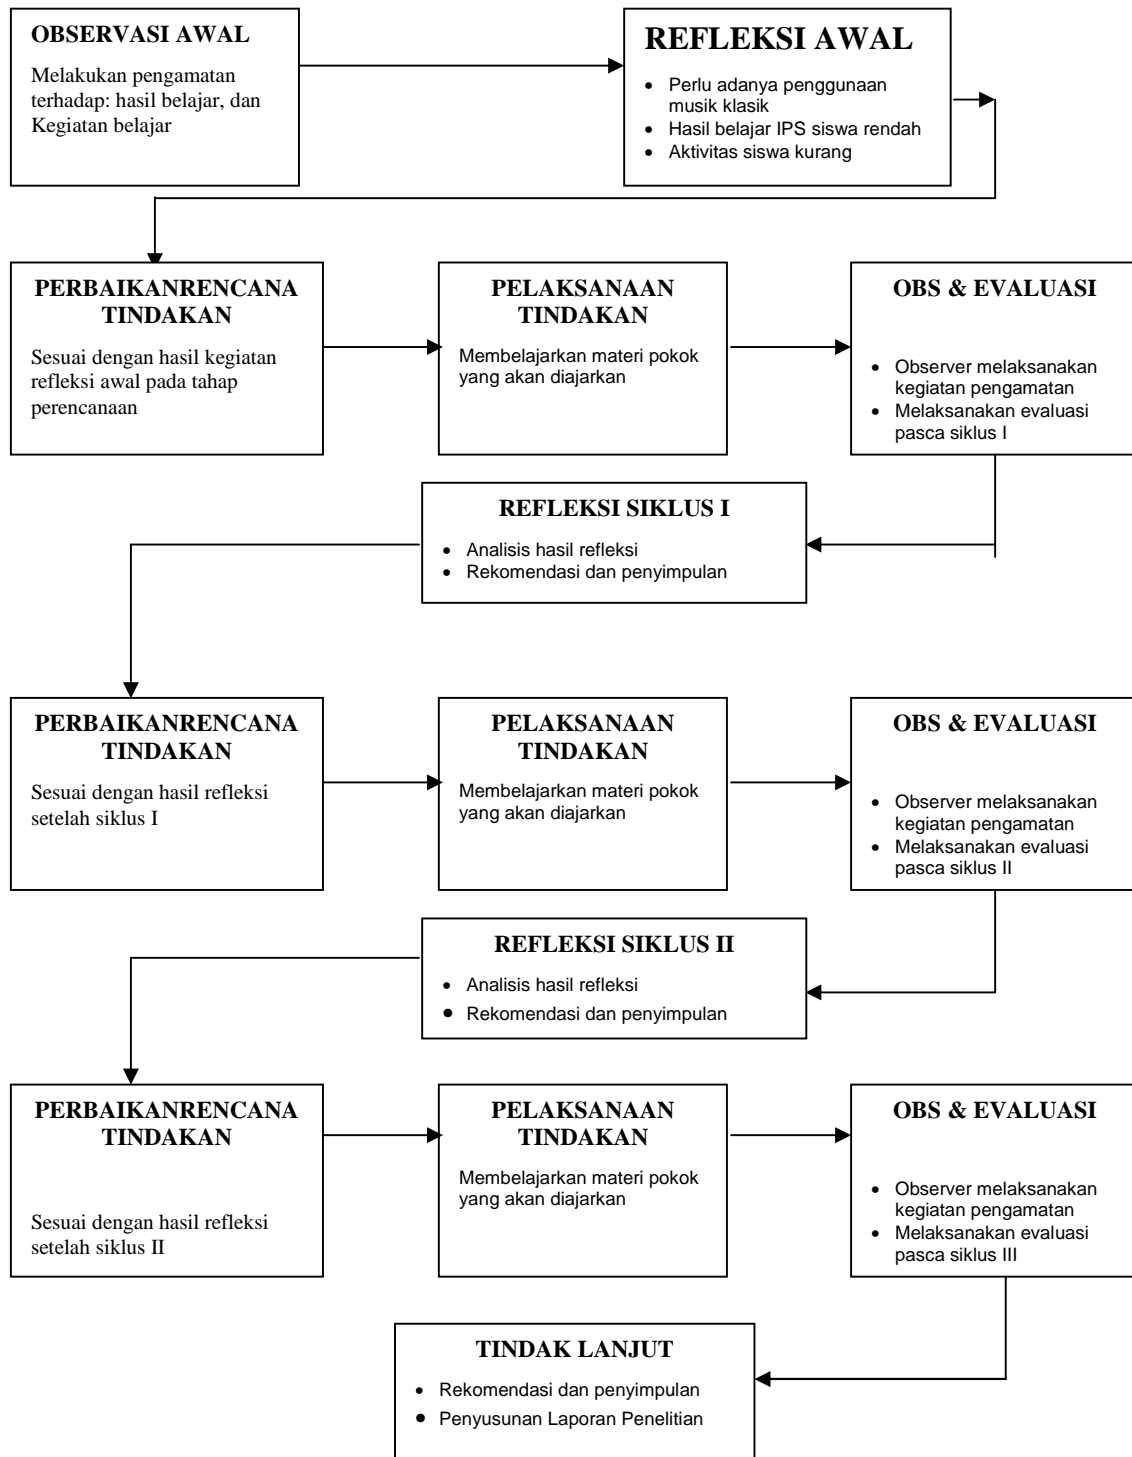 OBSERVASI AWAL
Melakukan pengamatan
terhadap: hasil belajar, dan
Kegiatan belajar
REFLEKSI AWAL
• Perlu adanya penggunaan
musik klasik
• Hasil belajar IPS siswa rendah
• Aktivitas siswa kurang
PERBAIKANRENCANA
TINDAKAN
Sesuai dengan hasil kegiatan
refleksi awal pada tahap
perencanaan
PELAKSANAAN
TINDAKAN
Membelajarkan materi pokok
yang akan diajarkan
OBS & EVALUASI
• Observer melaksanakan
kegiatan pengamatan
• Melaksanakan evaluasi
pasca siklus I
REFLEKSI SIKLUS I
• Analisis hasil refleksi
• Rekomendasi dan penyimpulan
PERBAIKANRENCANA
TINDAKAN
Sesuai dengan hasil refleksi
setelah siklus I
PELAKSANAAN
TINDAKAN
Membelajarkan materi pokok
yang akan diajarkan
OBS & EVALUASI
• Observer melaksanakan
kegiatan pengamatan
• Melaksanakan evaluasi
pasca siklus II
REFLEKSI SIKLUS II
• Analisis hasil refleksi
• Rekomendasi dan penyimpulan
PERBAIKANRENCANA
TINDAKAN
Sesuai dengan hasil refleksi
setelah siklus II
PELAKSANAAN
TINDAKAN
Membelajarkan materi pokok
yang akan diajarkan
OBS & EVALUASI
• Observer melaksanakan
kegiatan pengamatan
• Melaksanakan evaluasi
pasca siklus III
TINDAK LANJUT
• Rekomendasi dan penyimpulan
• Penyusunan Laporan Penelitian